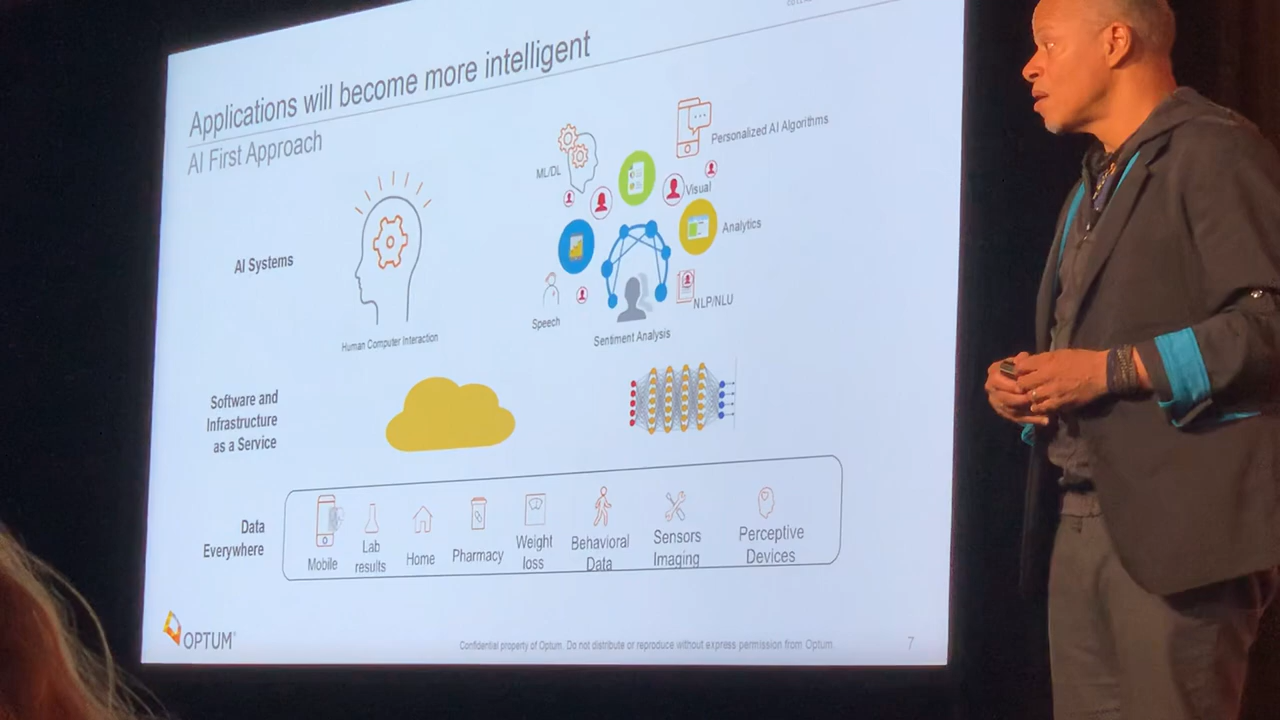 Applications will become more intelligent
AI First Approach
Personalized AI Algorithms
ML/DL
Visual
Analytics
AI Systems
NLP/NLU
Speech
Sentiment Analysis
Human Computer Interaction
Software and
Infrastructure
as a Service
Data
Everywhere
Mobile
Lab
results
Home
Pharmacy
Weight
loss
Behavioral
Data
Sensors
Imaging
Perceptive
Devices
OPTUM®
Confidential property of Optum. Do not distribute or reproduce without express permission from Optum.
7